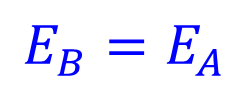 E_B = E_A